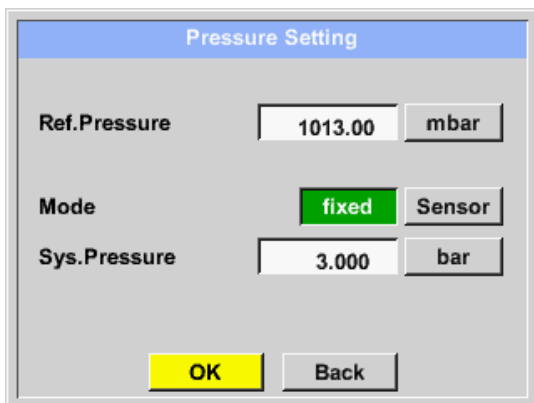 Pressure Setting
Ref.Pressure 1013.00 mbar
Mode fixed Sensor
Sys.Pressure 3.000 bar
OK Back